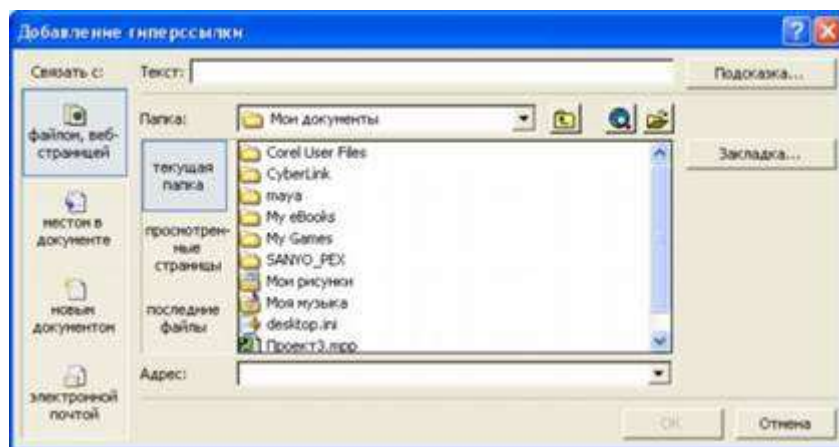 Добавление гиперссылки
Связать с:
Текст:
Подсказка...
файлом, веб-
страницей
Папка:
Мои документы
Закладка...
текущая
папка
просмотрен-
ные
страницы
последние
файлы
Corel User Files
CyberLink
maya
My eBooks
My Games
SANYO_PEX
Мои рисунки
Моя музыка
desktop.ini
Проект3.mpp
местом в
документе
новым
документом
электронной
почтой
Адрес:
ОК
Отмена